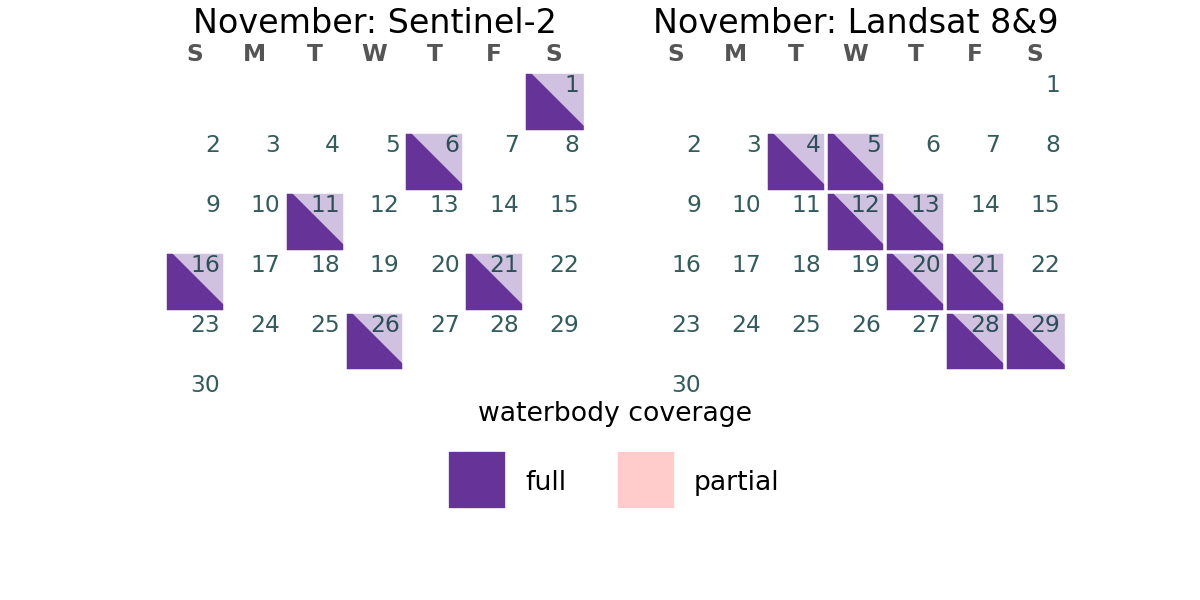 November: Sentinel-2
S M T W T F S
1
2 3 4 5 6 7 8
9 10 11 12 13 14 15
16 17 18 19 20 21 22
23 24 25 26 27 28 29
30
November: Landsat 8&9
S M T W T F S
1
2 3 4 5 6 7 8
9 10 11 12 13 14 15
16 17 18 19 20 21 22
23 24 25 26 27 28 29
30
waterbody coverage
full partial